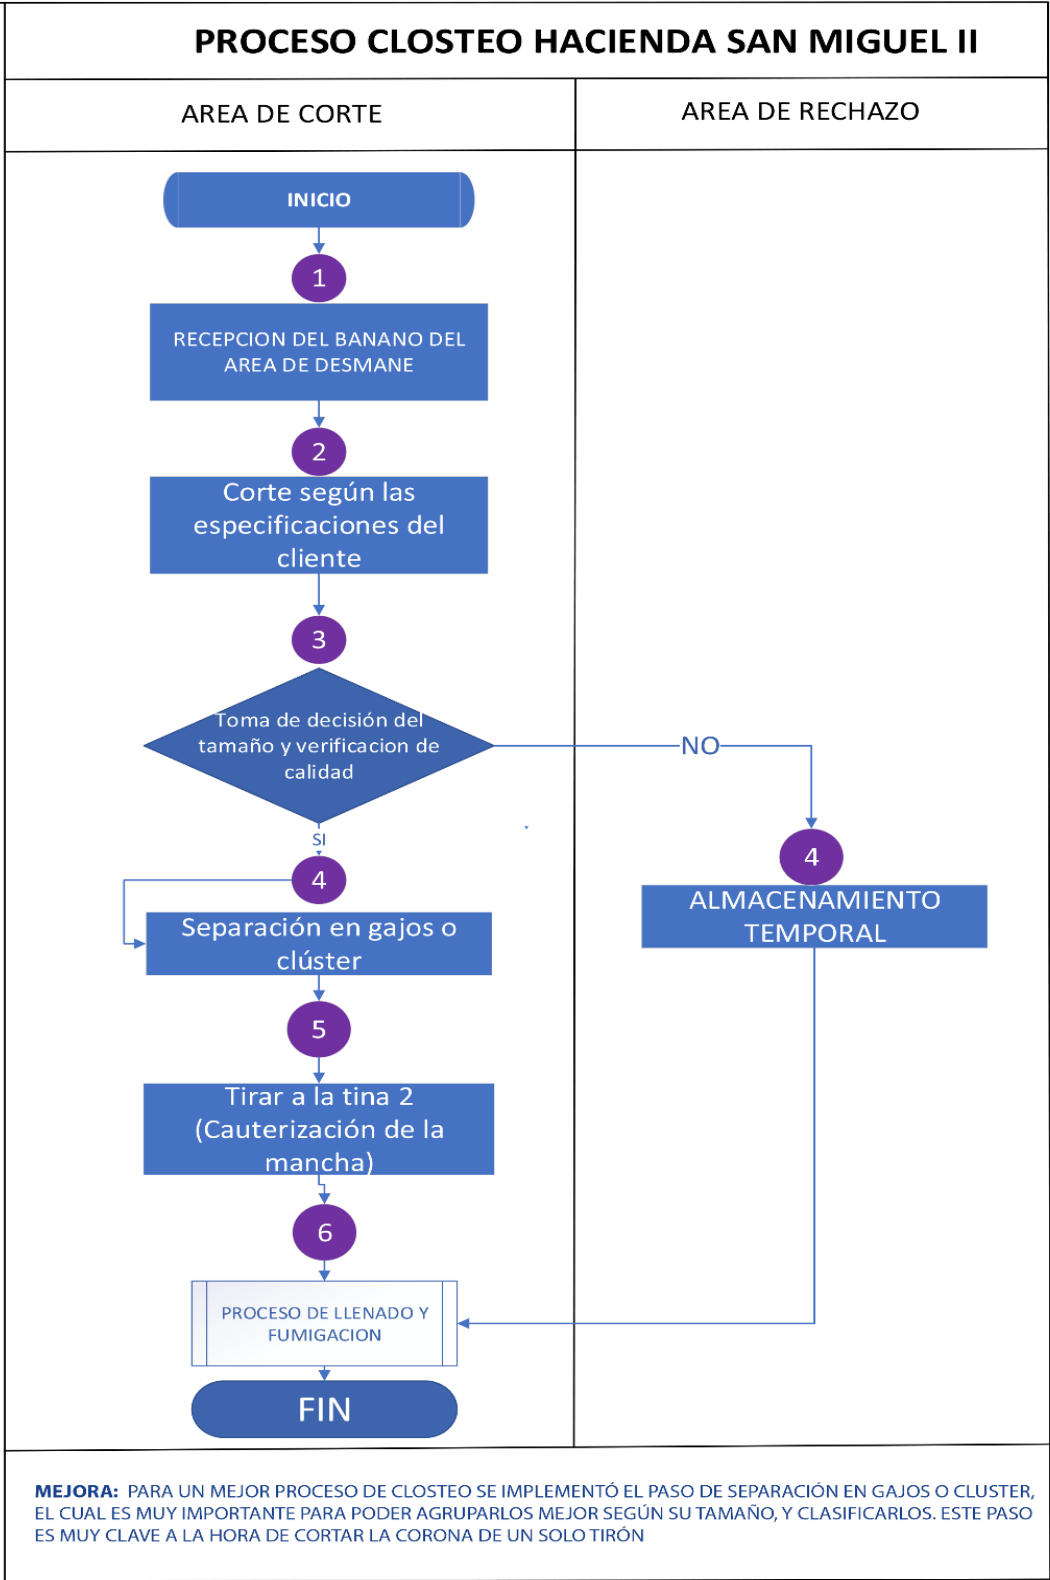 PROCESO CLOSTEO HACIENDA SAN MIGUEL II
AREA DE CORTE
AREA DE RECHAZO
INICIO
1
RECEPCION DEL BANANO DEL
AREA DE DESMANE
2
Corte según las
especificaciones del
cliente
3
Toma de decisión del
tamaño y verificacion de
calidad
NO
SI
4
4
ALMACENAMIENTO
TEMPORAL
Separación en gajos o
clúster
5
Tirar a la tina 2
(Cauterización de la
mancha)
6
PROCESO DE LLENADO Y
FUMIGACION
FIN
MEJORA: PARA UN MEJOR PROCESO DE CLOSTEO SE IMPLEMENTÓ EL PASO DE SEPARACIÓN EN GAJOS O CLUSTER,
EL CUAL ES MUY IMPORTANTE PARA PODER AGRUPARLOS MEJOR SEGÚN SU TAMAÑO, Y CLASIFICARLOS. ESTE PASO
ES MUY CLAVE A LA HORA DE CORTAR LA CORONA DE UN SOLO TIRÓN